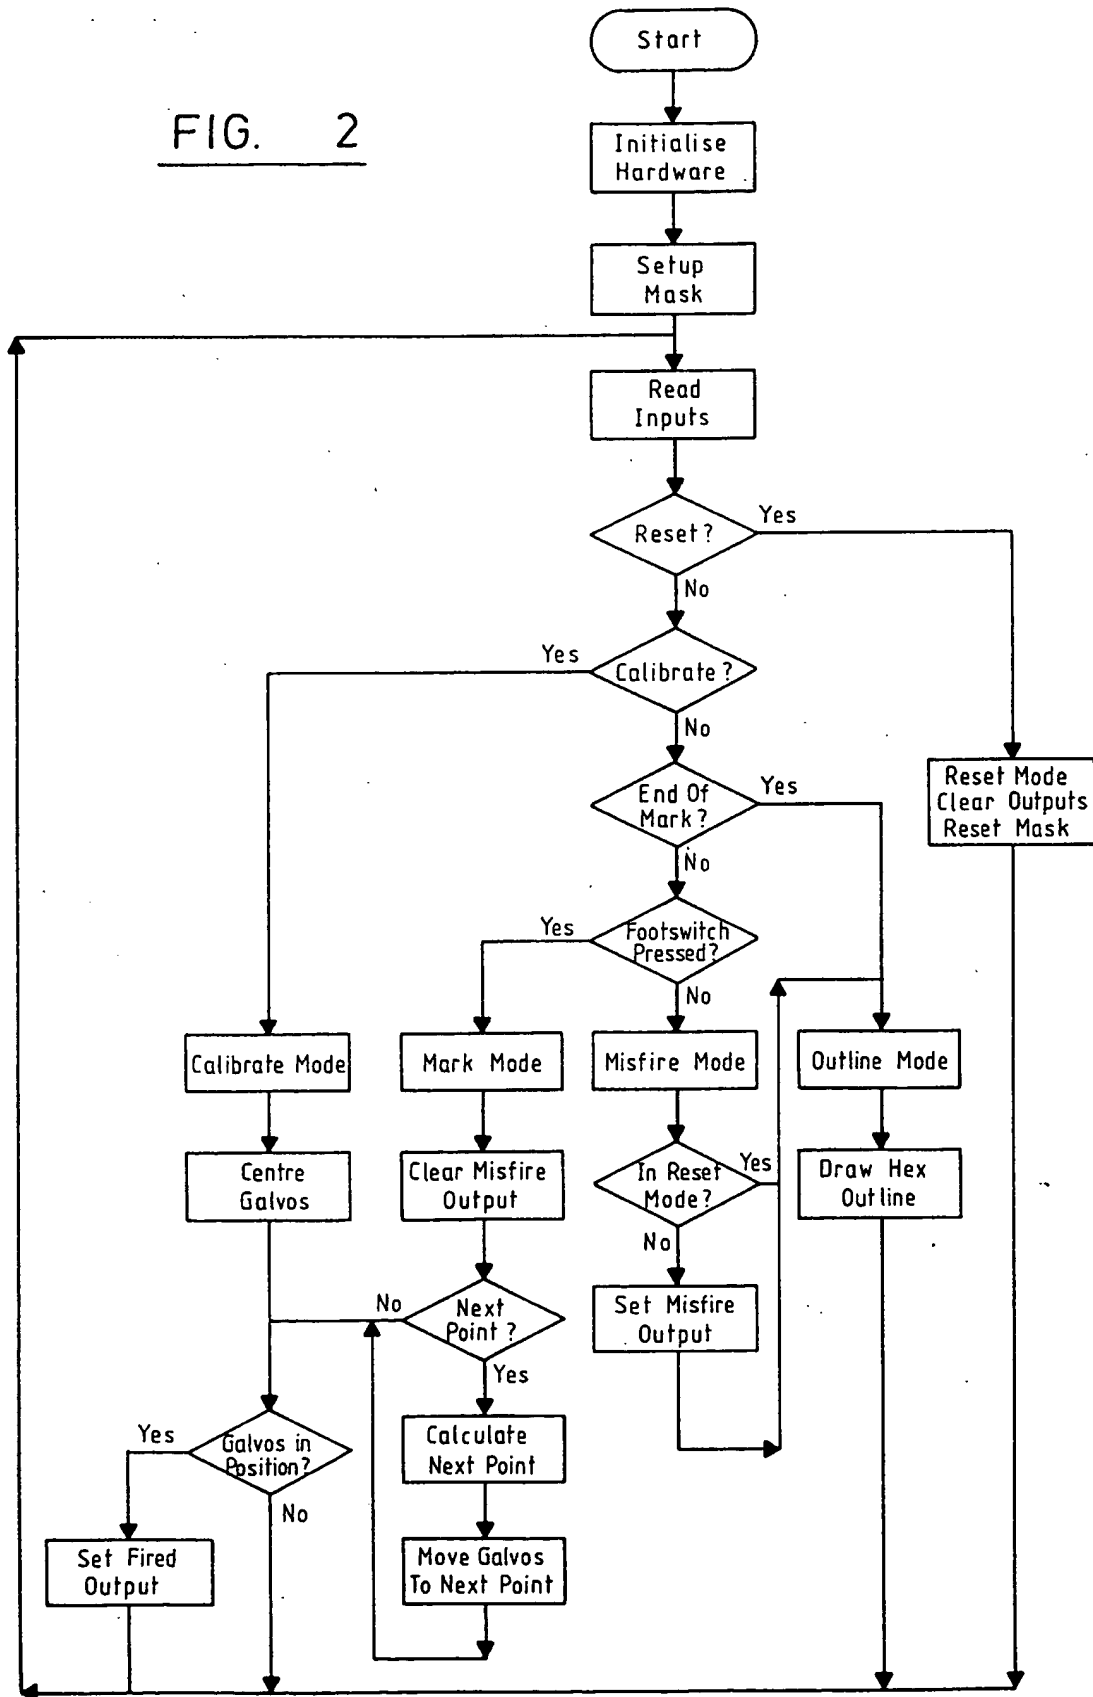 Start
FIG. 2
Initialise
Hardware
Setup
Mask
Read
Inputs
Reset?
Yes
No
Yes
Calibrate?
No
End Of
Mark?
Yes
No
Reset Mode
Clear Outputs
Reset Mask
Yes
Footswitch
Pressed?
No
Calibrate Mode
Mark Mode
Misfire Mode
Outline Mode
Centre
Galvos
Clear Misfire
Output
In Reset
Mode?
Yes
No
Draw Hex
Outline
No
Next
Point?
Yes
Set Misfire
Output
Yes
Galvos in
Position?
No
Calculate
Next Point
Set Fired
Output
Move Galvos
To Next Point